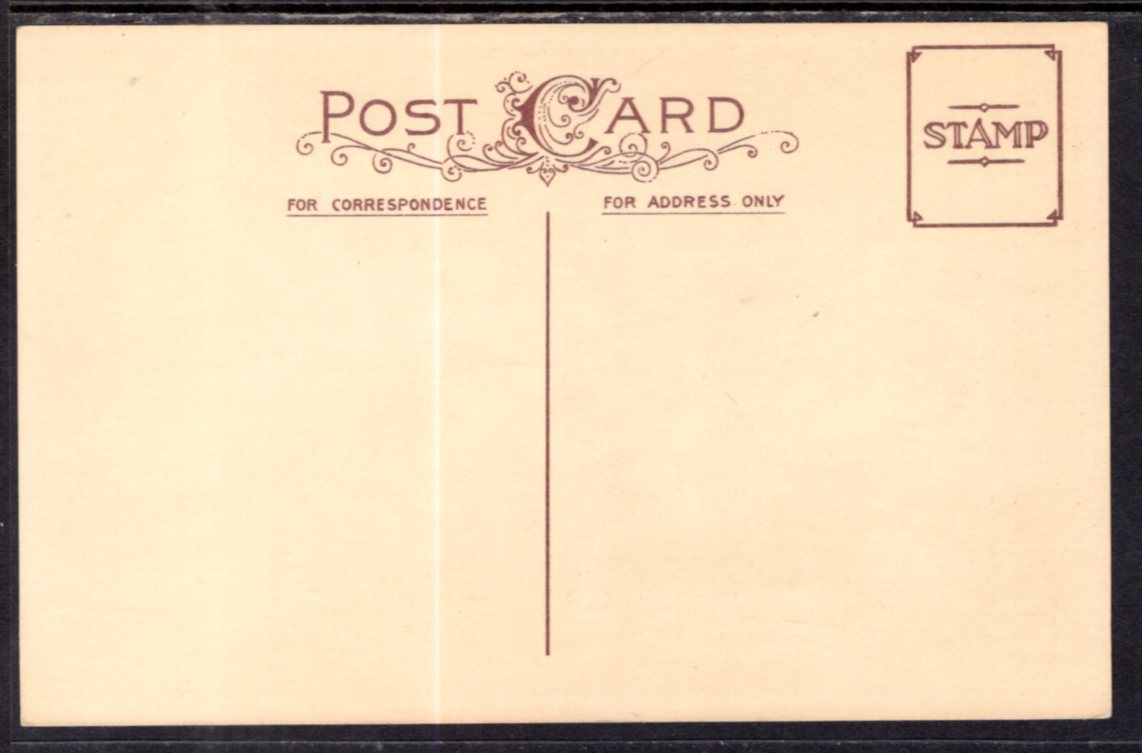 POST CARD
STAMP
FOR CORRESPONDENCE
FOR ADDRESS ONLY